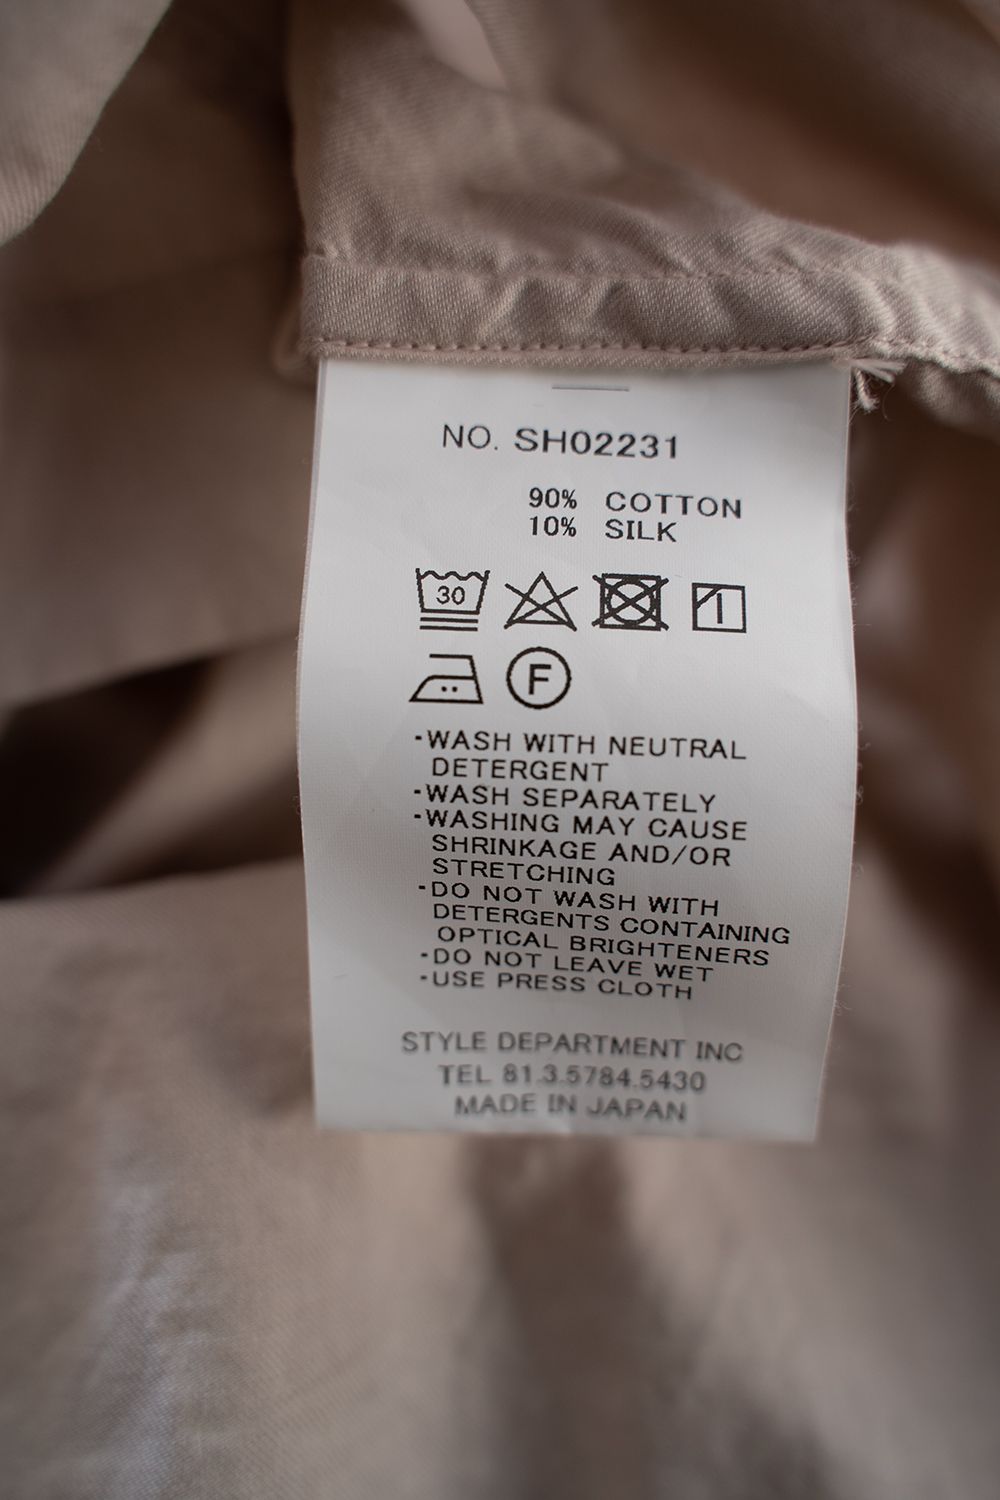 NO. SH02231
90% COTTON
10% SILK
30
F
-WASH WITH NEUTRAL
DETERGENT
-WASH SEPARATELY
-WASHING MAY CAUSE
SHRINKAGE AND/OR
STRETCHING
-DO NOT WASH WITH
DETERGENTS CONTAINING
OPTICAL BRIGHTENERS
-DO NOT LEAVE WET
-USE PRESS CLOTH
STYLE DEPARTMENT INC
TEL 81.3.5784.5430
MADE IN JAPAN